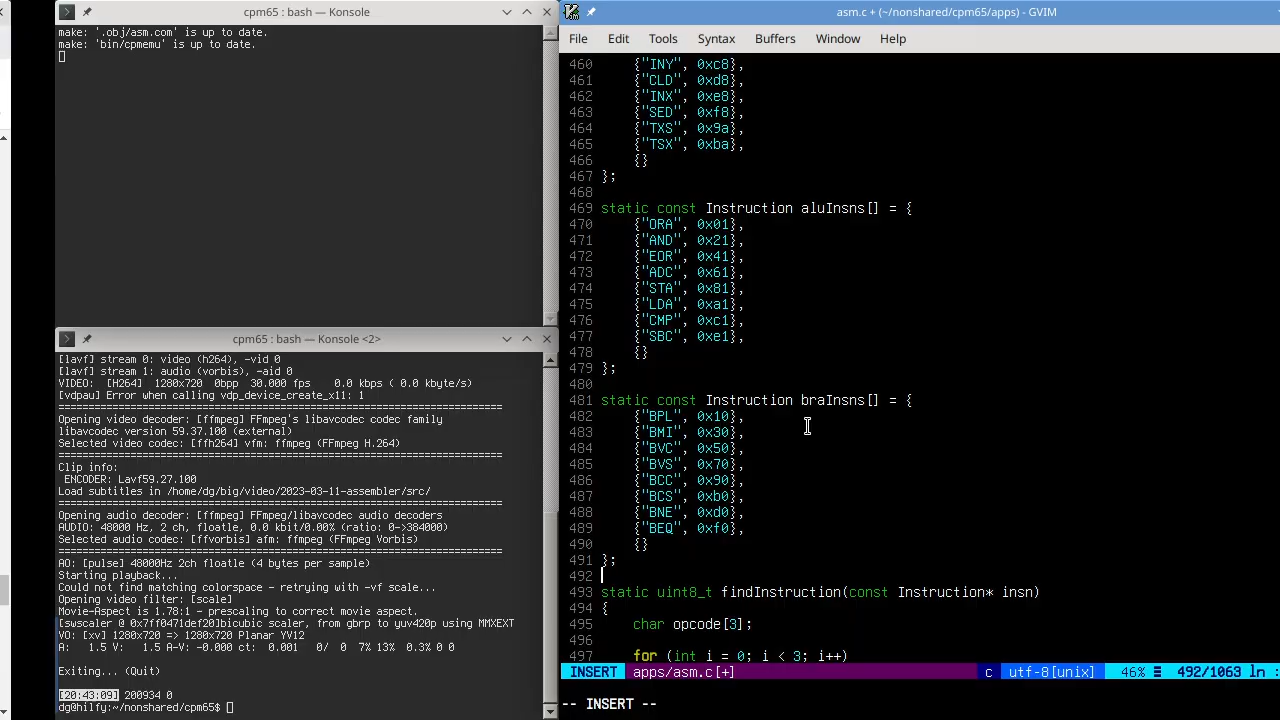 cpm65 : bash — Konsole
make: '.obj/asm.com' is up to date.
make: 'bin/cpmemu' is up to date.
cpm65 : bash — Konsole <2>
[lavf] stream 0: video (h264), -vid 0
[lavf] stream 1: audio (vorbis), -aid 0
VIDEO:  [H264]  1280x720  0bpp  30.000 fps    0.0 kbps ( 0.0 kbyte/s)
[vdpau] Error when calling vdp_device_create_x11: 1
==========================================================================
Opening video decoder: [ffmpeg] FFmpeg's libavcodec codec family
libavcodec version 59.37.100 (external)
Selected video codec: [ffh264] vfm: ffmpeg (FFmpeg H.264)
==========================================================================
Clip info:
 ENCODER: Lavf59.27.100
Load subtitles in /home/dg/big/video/2023-03-11-assembler/src/
==========================================================================
Opening audio decoder: [ffmpeg] FFmpeg/libavcodec audio decoders
AUDIO: 48000 Hz, 2 ch, floatle, 0.0 kbit/0.00% (ratio: 0->384000)
Selected audio codec: [ffvorbis] afm: ffmpeg (FFmpeg Vorbis)
==========================================================================
AO: [pulse] 48000Hz 2ch floatle (4 bytes per sample)
Starting playback...
Could not find matching colorspace - retrying with -vf scale...
Opening video filter: [scale]
Movie-Aspect is 1.78:1 - prescaling to correct movie aspect.
[swscaler @ 0x7ff0471def20]bicubic scaler, from gbrp to yuv420p using MMXEXT
VO: [xv] 1280x720 => 1280x720 Planar YV12
A:   1.5 V:   1.5 A-V: -0.000 ct:  0.001   0/  0  7% 13%  0.3% 0 0
Exiting... (Quit)
[20:43:09] 200934 0
dg@hilfy:~/nonshared/cpm65$
asm.c + (~/nonshared/cpm65/apps) - GVIM
File Edit Tools Syntax Buffers Window Help
460     {"INY", 0xc8},
461     {"CLD", 0xd8},
462     {"INX", 0xe8},
463     {"SED", 0xf8},
464     {"TXS", 0x9a},
465     {"TSX", 0xba},
466     {}
467 };
468
469 static const Instruction aluInsns[] = {
470     {"ORA", 0x01},
471     {"AND", 0x21},
472     {"EOR", 0x41},
473     {"ADC", 0x61},
474     {"STA", 0x81},
475     {"LDA", 0xa1},
476     {"CMP", 0xc1},
477     {"SBC", 0xe1},
478     {}
479 };
480
481 static const Instruction braInsns[] = {
482     {"BPL", 0x10},
483     {"BMI", 0x30},
484     {"BVC", 0x50},
485     {"BVS", 0x70},
486     {"BCC", 0x90},
487     {"BCS", 0xb0},
488     {"BNE", 0xd0},
489     {"BEQ", 0xf0},
490     {}
491 };
492
493 static uint8_t findInstruction(const Instruction* insn)
494 {
495     char opcode[3];
496
497     for (int i = 0; i < 3; i++)
INSERT apps/asm.c[+] c utf-8[unix] 46% ☰ 492/1063 ln :
-- INSERT --